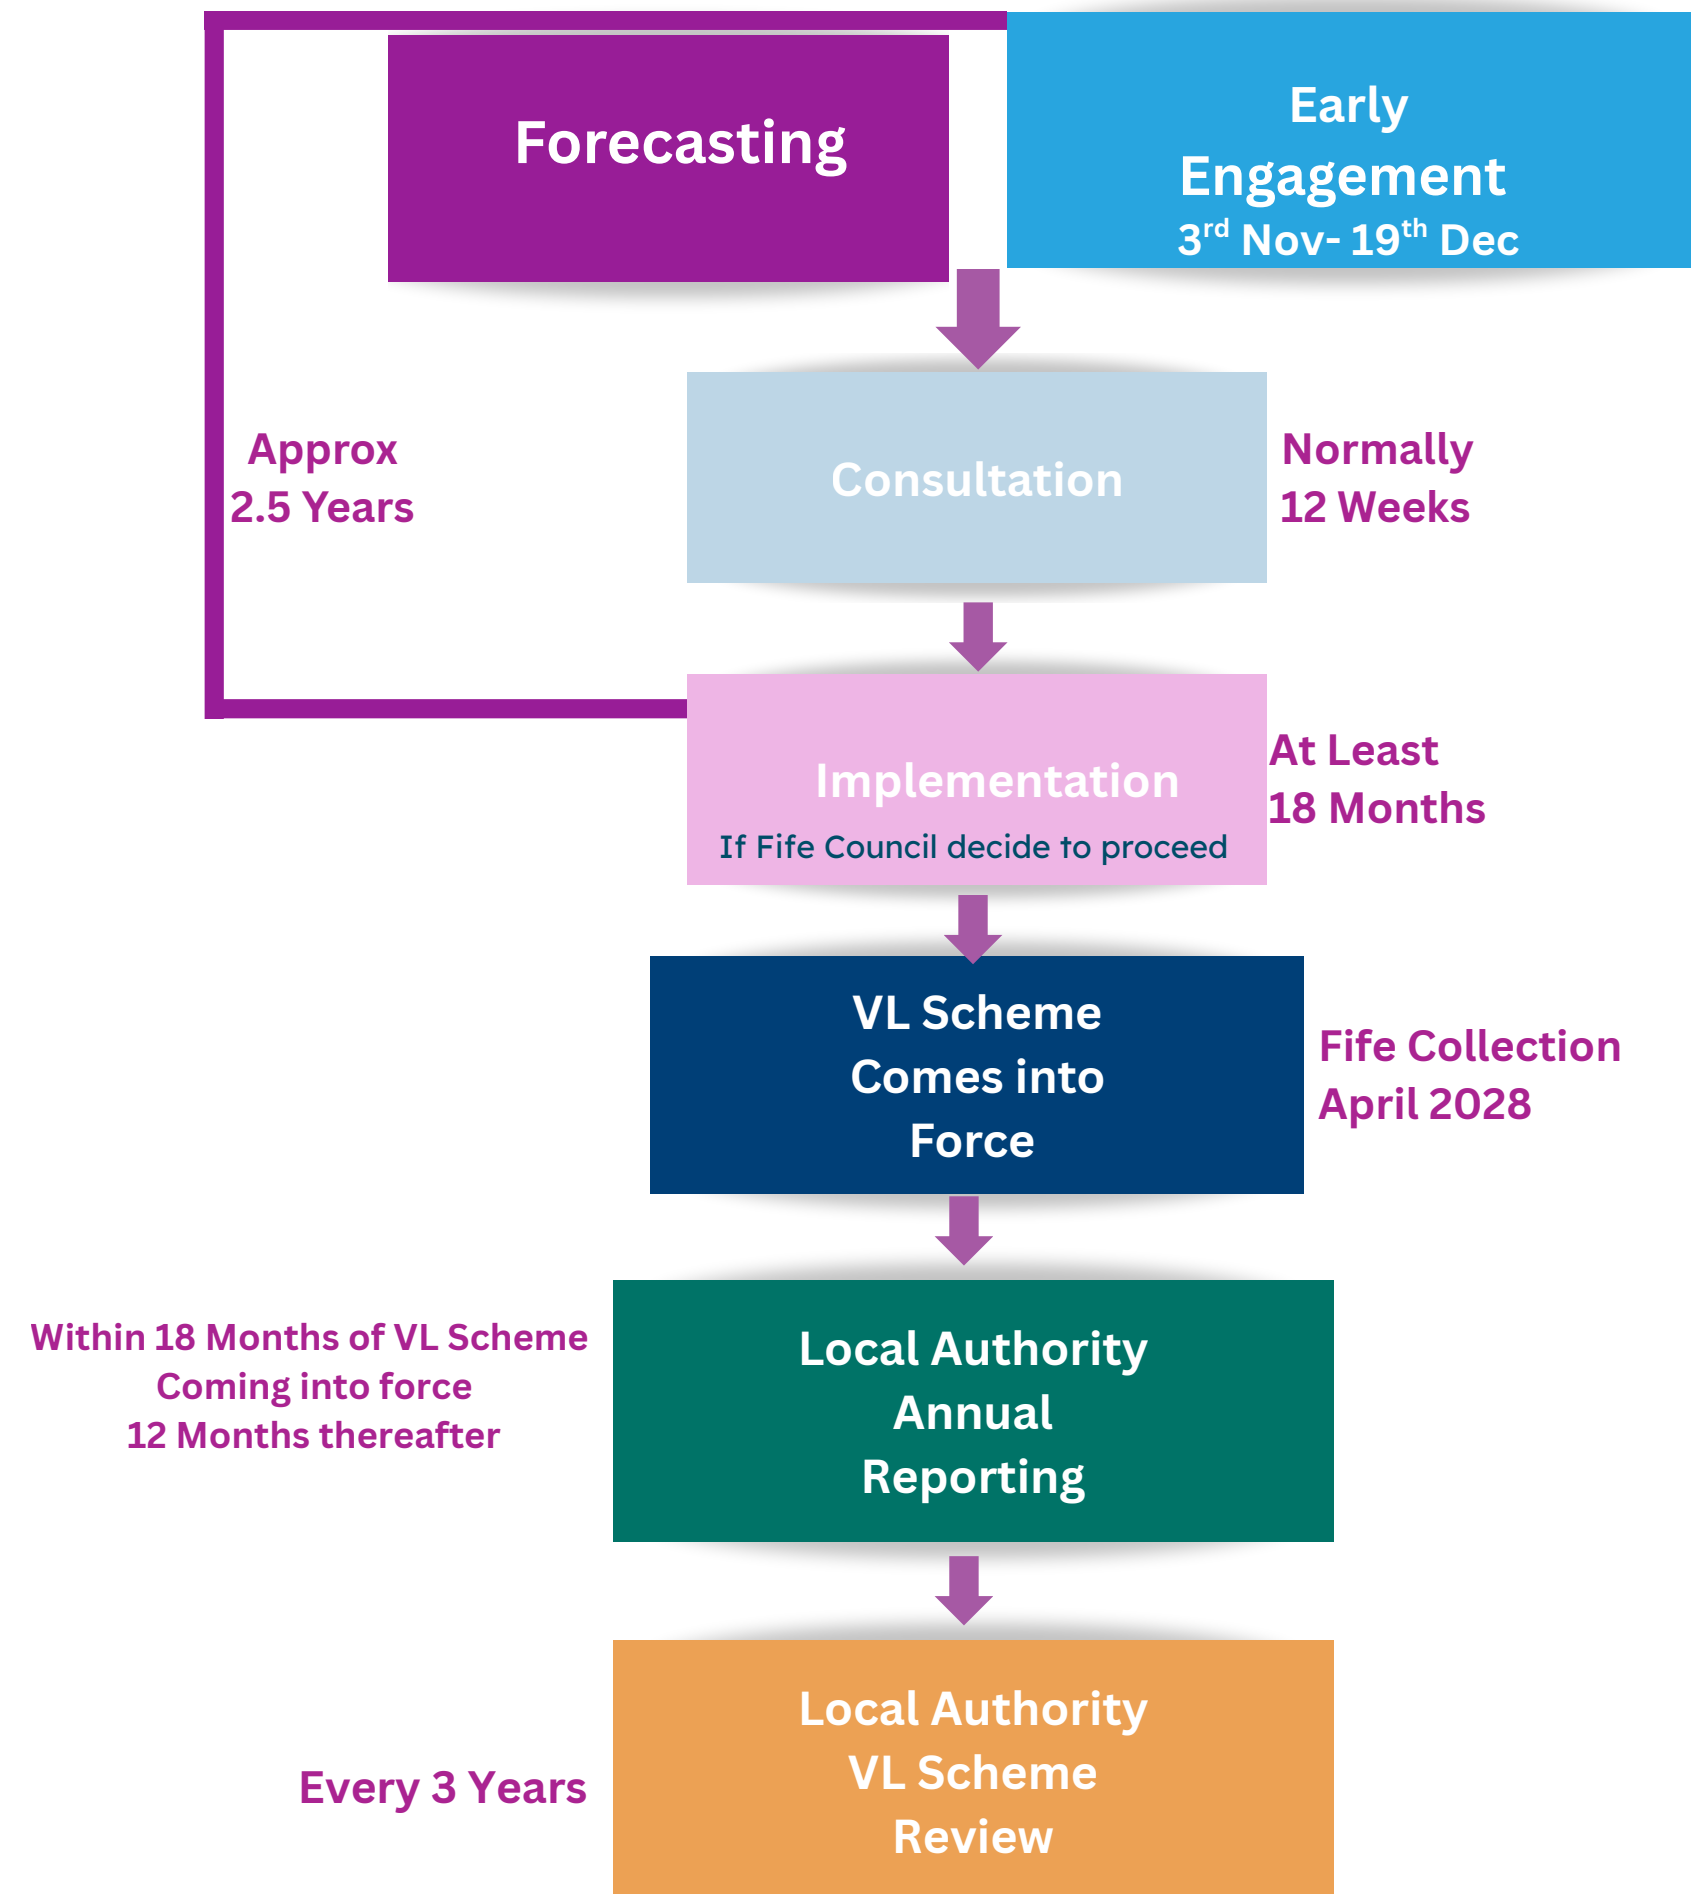 Forecasting
Early
Engagement
3rd Nov- 19th Dec
Approx
2.5 Years
Consultation
Normally
12 Weeks
Implementation
If Fife Council decide to proceed
At Least
18 Months
VL Scheme
Comes into
Force
Fife Collection
April 2028
Within 18 Months of VL Scheme
Coming into force
12 Months thereafter
Local Authority
Annual
Reporting
Every 3 Years
Local Authority
VL Scheme
Review